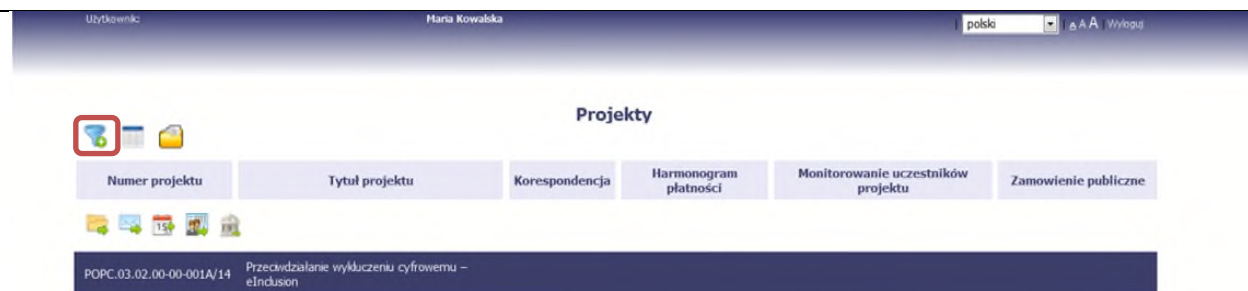 Użytkownik: Maria Kowalska | polski | A A A | Wyloguj
Projekty
Numer projektu Tytuł projektu Korespondencja Harmonogram płatności Monitorowanie uczestników projektu Zamowienie publiczne
15
POPC.03.02.00-00-001A/14 Przeciwdziałanie wykluczeniu cyfrowemu –
eInclusion